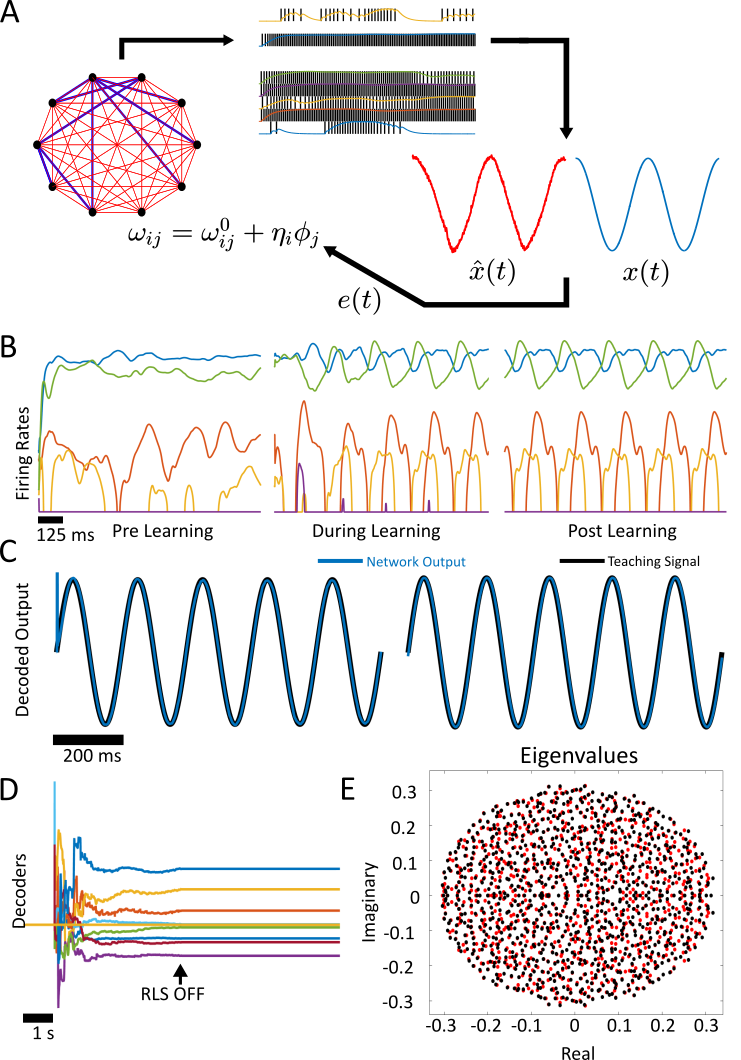 A
ω_ij = ω^0_ij + η_i ϕ_j
x̂(t)
x(t)
e(t)
B
Firing Rates
125 ms
Pre Learning
During Learning
Post Learning
C
Network Output
Teaching Signal
Decoded Output
200 ms
D
Decoders
RLS OFF
1 s
E
Eigenvalues
Imaginary
0.3
0.2
0.1
0
-0.1
-0.2
-0.3
-0.3 -0.2 -0.1 0 0.1 0.2 0.3
Real